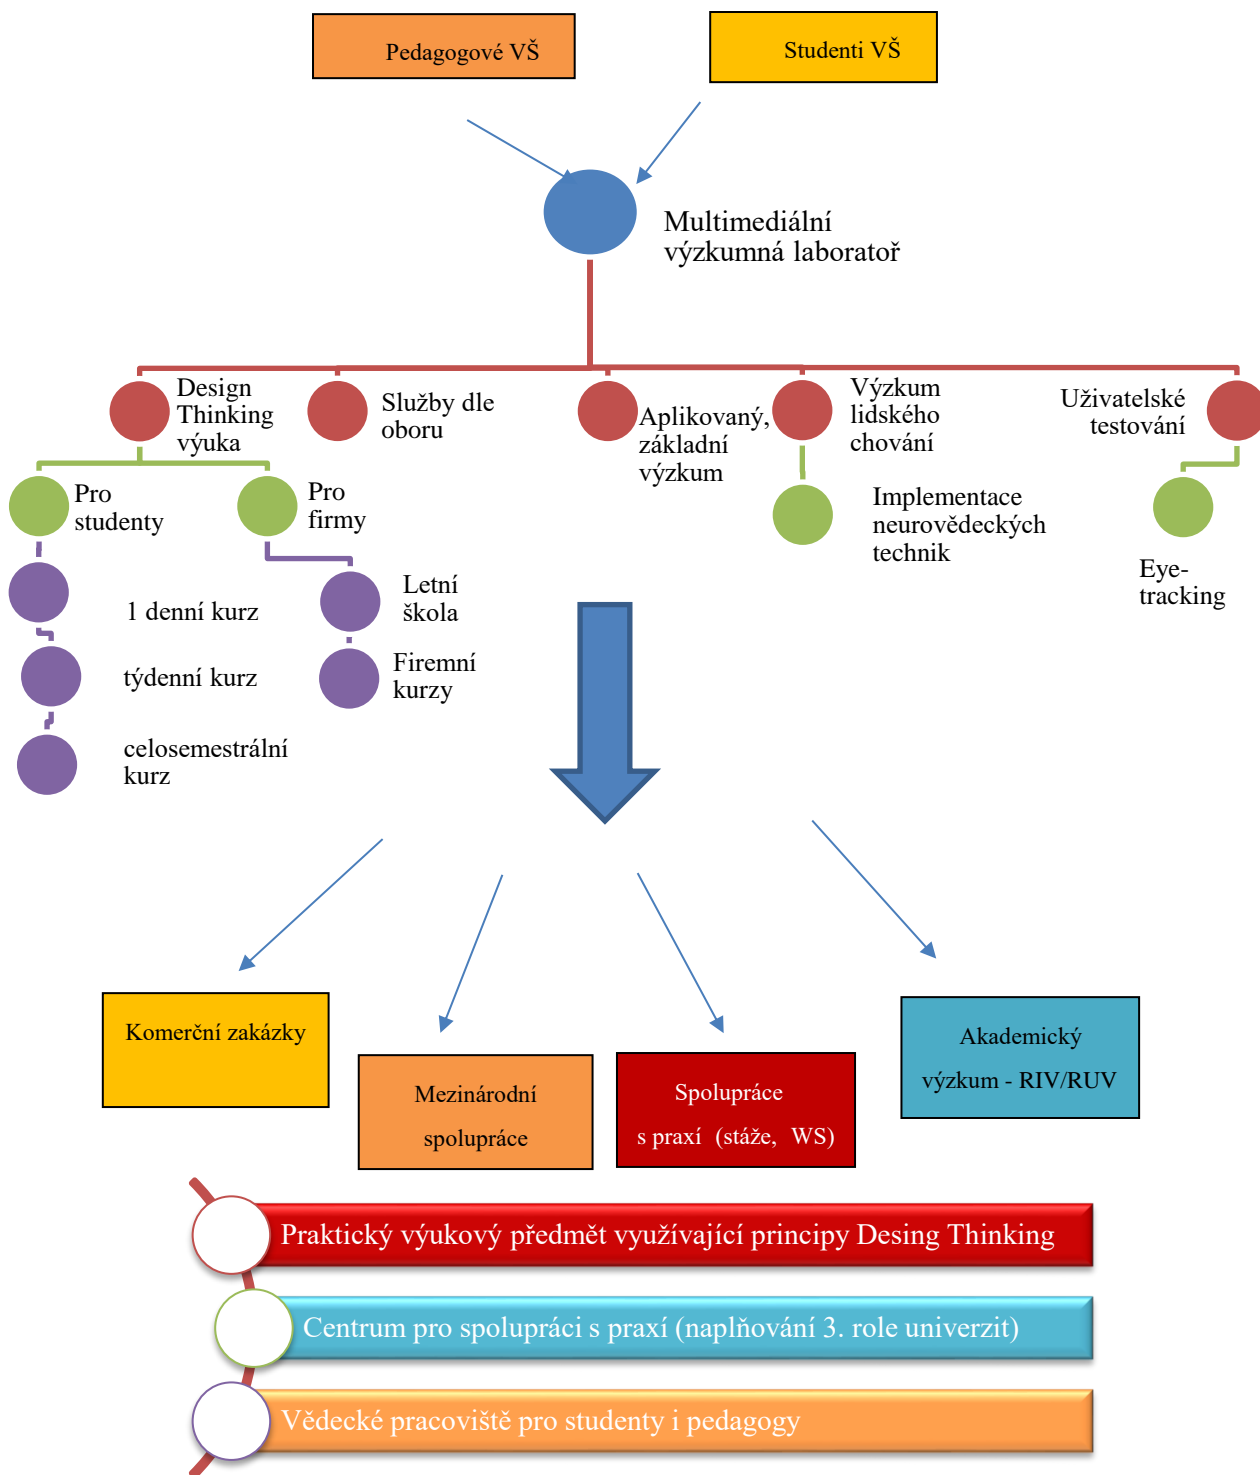 Pedagogové VŠ
Studenti VŠ
Multimediální
výzkumná laboratoř
Design
Thinking
výuka
Služby dle
oboru
Aplikovaný,
základní
výzkum
Výzkum
lidského
chování
Uživatelské
testování
Pro
studenty
Pro
firmy
Implementace
neurovědeckých
technik
Eye-
tracking
1 denní kurz
týdenní kurz
celosemestrální
kurz
Letní
škola
Firemní
kurzy
Komerční zakázky
Mezinárodní
spolupráce
Spolupráce
s praxí (stáže, WS)
Akademický
výzkum - RIV/RUV
Praktický výukový předmět využívající principy Desing Thinking
Centrum pro spolupráci s praxí (naplňování 3. role univerzit)
Vědecké pracoviště pro studenty i pedagogy